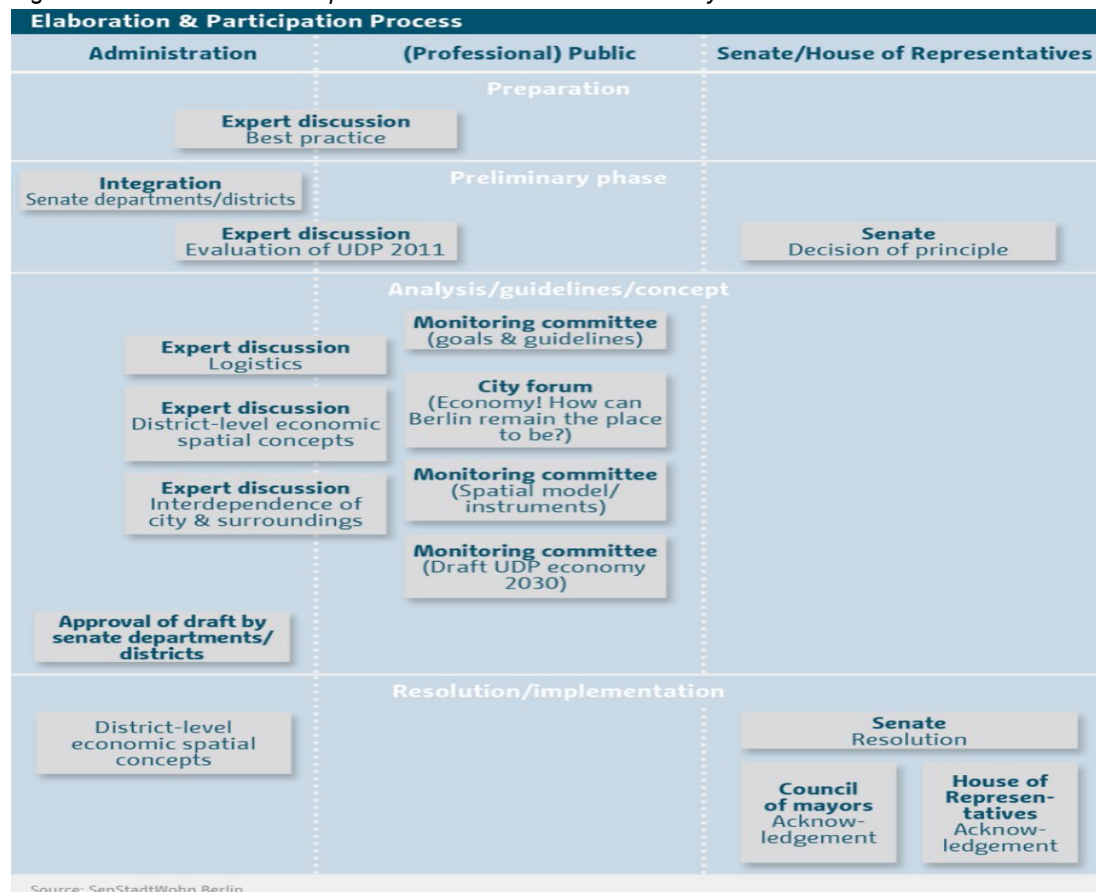 Elaboration & Participation Process
Administration
(Professional) Public
Senate/House of Representatives
Preparation
Expert discussion
Best practice
Preliminary phase
Integration
Senate departments/districts
Expert discussion
Evaluation of UDP 2011
Senate
Decision of principle
Analysis/guidelines/concept
Monitoring committee
(goals & guidelines)
Expert discussion
Logistics
City forum
(Economy! How can
Berlin remain the place
to be?)
Expert discussion
District-level economic
spatial concepts
Monitoring committee
(Spatial model/
instruments)
Expert discussion
Interdependence of
city & surroundings
Monitoring committee
(Draft UDP economy
2030)
Approval of draft by
senate departments/
districts
Resolution/implementation
District-level
economic spatial
concepts
Senate
Resolution
Council
of mayors
Acknow-
ledgement
House of
Represen-
tatives
Acknow-
ledgement
Source: SenStadtWohn Berlin